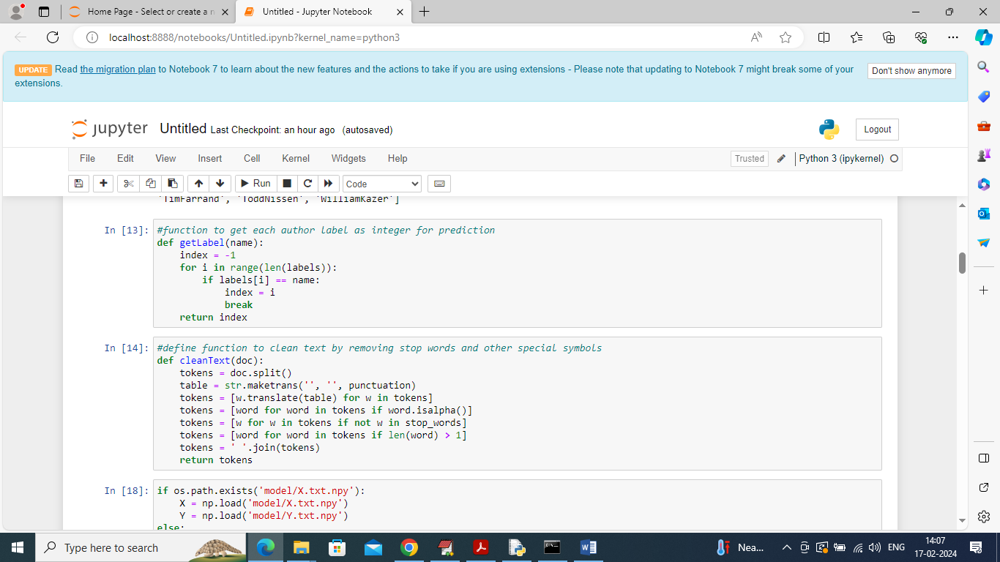 Home Page - Select or create a n
Untitled - Jupyter Notebook
localhost:8888/notebooks/Untitled.ipynb?kernel_name=python3
UPDATE Read the migration plan to Notebook 7 to learn about the new features and the actions to take if you are using extensions - Please note that updating to Notebook 7 might break some of your
extensions.
Don't show anymore
jupyter Untitled Last Checkpoint: an hour ago (autosaved)
Logout
File Edit View Insert Cell Kernel Widgets Help
Trusted
Python 3 (ipykernel)
Run
Code
'TimFarrand', 'ToddNissen', 'WilliamKazer']
In [13]: #function to get each author label as integer for prediction
def getLabel(name):
    index = -1
    for i in range(len(labels)):
        if labels[i] == name:
            index = i
            break
    return index
In [14]: #define function to clean text by removing stop words and other special symbols
def cleanText(doc):
    tokens = doc.split()
    table = str.maketrans('', '', punctuation)
    tokens = [w.translate(table) for w in tokens]
    tokens = [word for word in tokens if word.isalpha()]
    tokens = [w for w in tokens if not w in stop_words]
    tokens = [word for word in tokens if len(word) > 1]
    tokens = ' '.join(tokens)
    return tokens
In [18]: if os.path.exists('model/X.txt.npy'):
    X = np.load('model/X.txt.npy')
    Y = np.load('model/Y.txt.npy')
else:
Type here to search
Nea...
ENG
14:07
17-02-2024